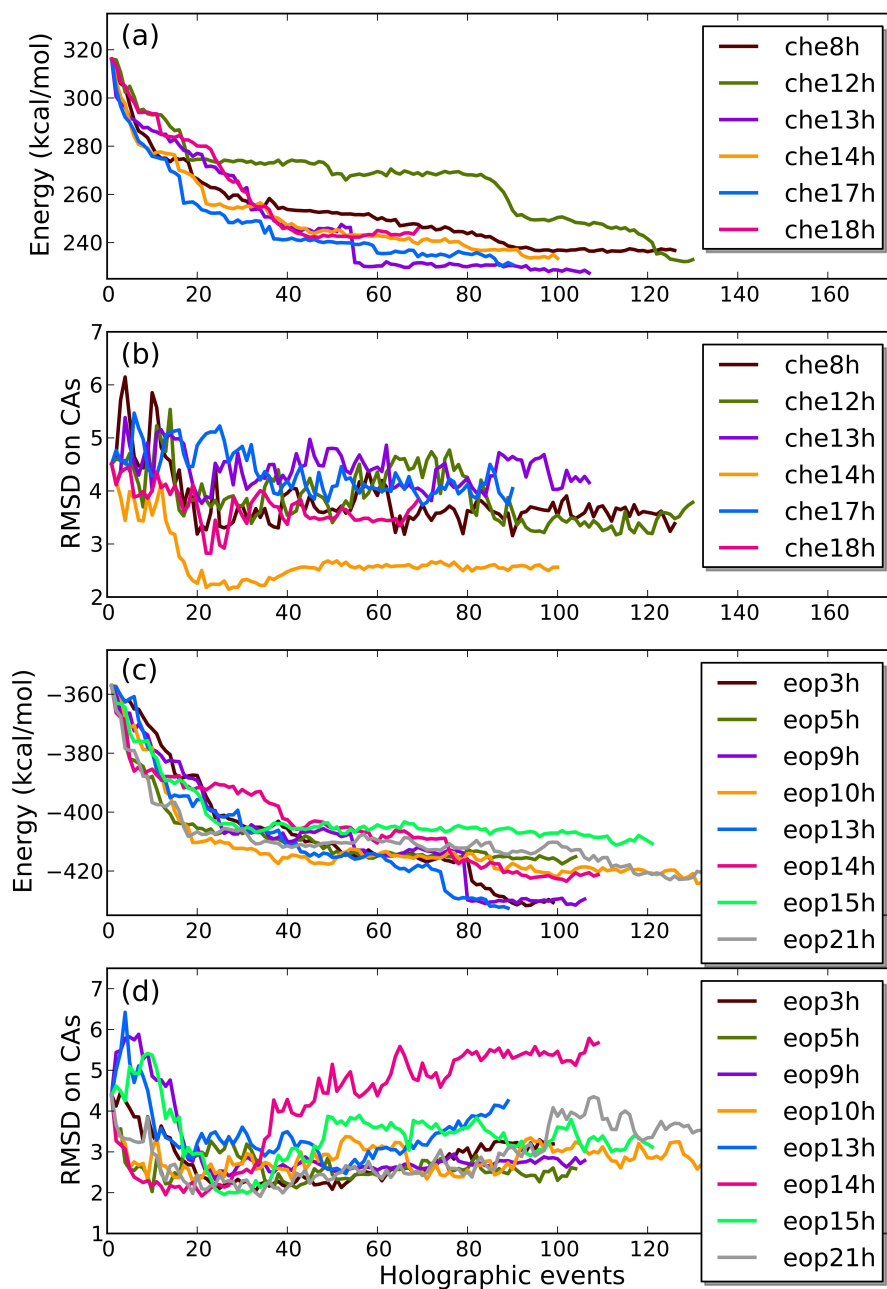 (a)
Energy (kcal/mol)
320
300
280
260
240
0 20 40 60 80 100 120 140 160
che8h
che12h
che13h
che14h
che17h
che18h
(b)
RMSD on CAs
7
6
5
4
3
2
0 20 40 60 80 100 120 140 160
che8h
che12h
che13h
che14h
che17h
che18h
(c)
Energy (kcal/mol)
−360
−380
−400
−420
0 20 40 60 80 100 120
eop3h
eop5h
eop9h
eop10h
eop13h
eop14h
eop15h
eop21h
(d)
RMSD on CAs
7
6
5
4
3
2
1
0 20 40 60 80 100 120
eop3h
eop5h
eop9h
eop10h
eop13h
eop14h
eop15h
eop21h
Holographic events